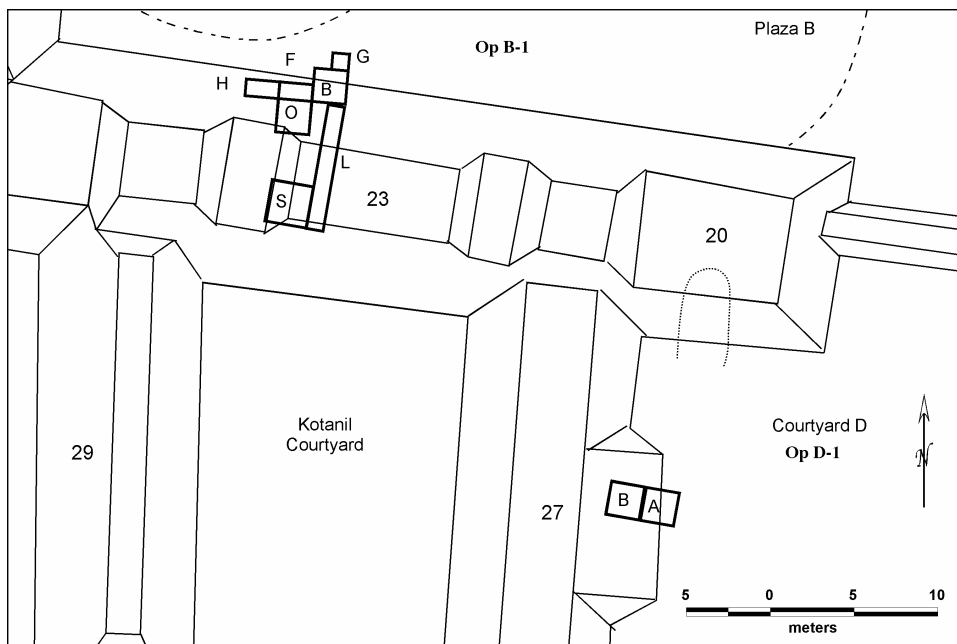 Op B-1
Plaza B
F
G
H
B
O
L
S
23
20
Kotanil
Courtyard
Courtyard D
Op D-1
29
27
B
A
N
5
0
5
10
meters